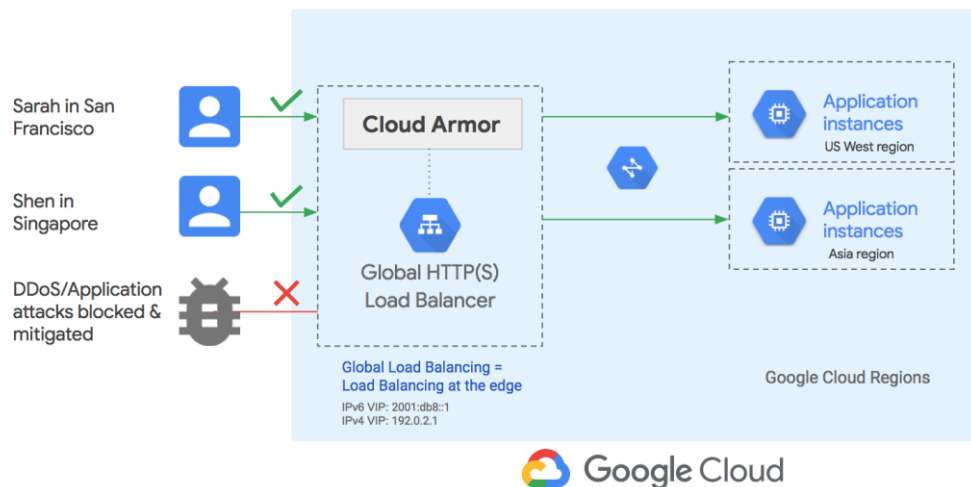 Sarah in San
Francisco
Shen in
Singapore
DDoS/Application
attacks blocked &
mitigated
Cloud Armor
Global HTTP(S)
Load Balancer
Global Load Balancing =
Load Balancing at the edge
IPv6 VIP: 2001:db8::1
IPv4 VIP: 192.0.2.1
Application
instances
US West region
Application
instances
Asia region
Google Cloud Regions
Google Cloud